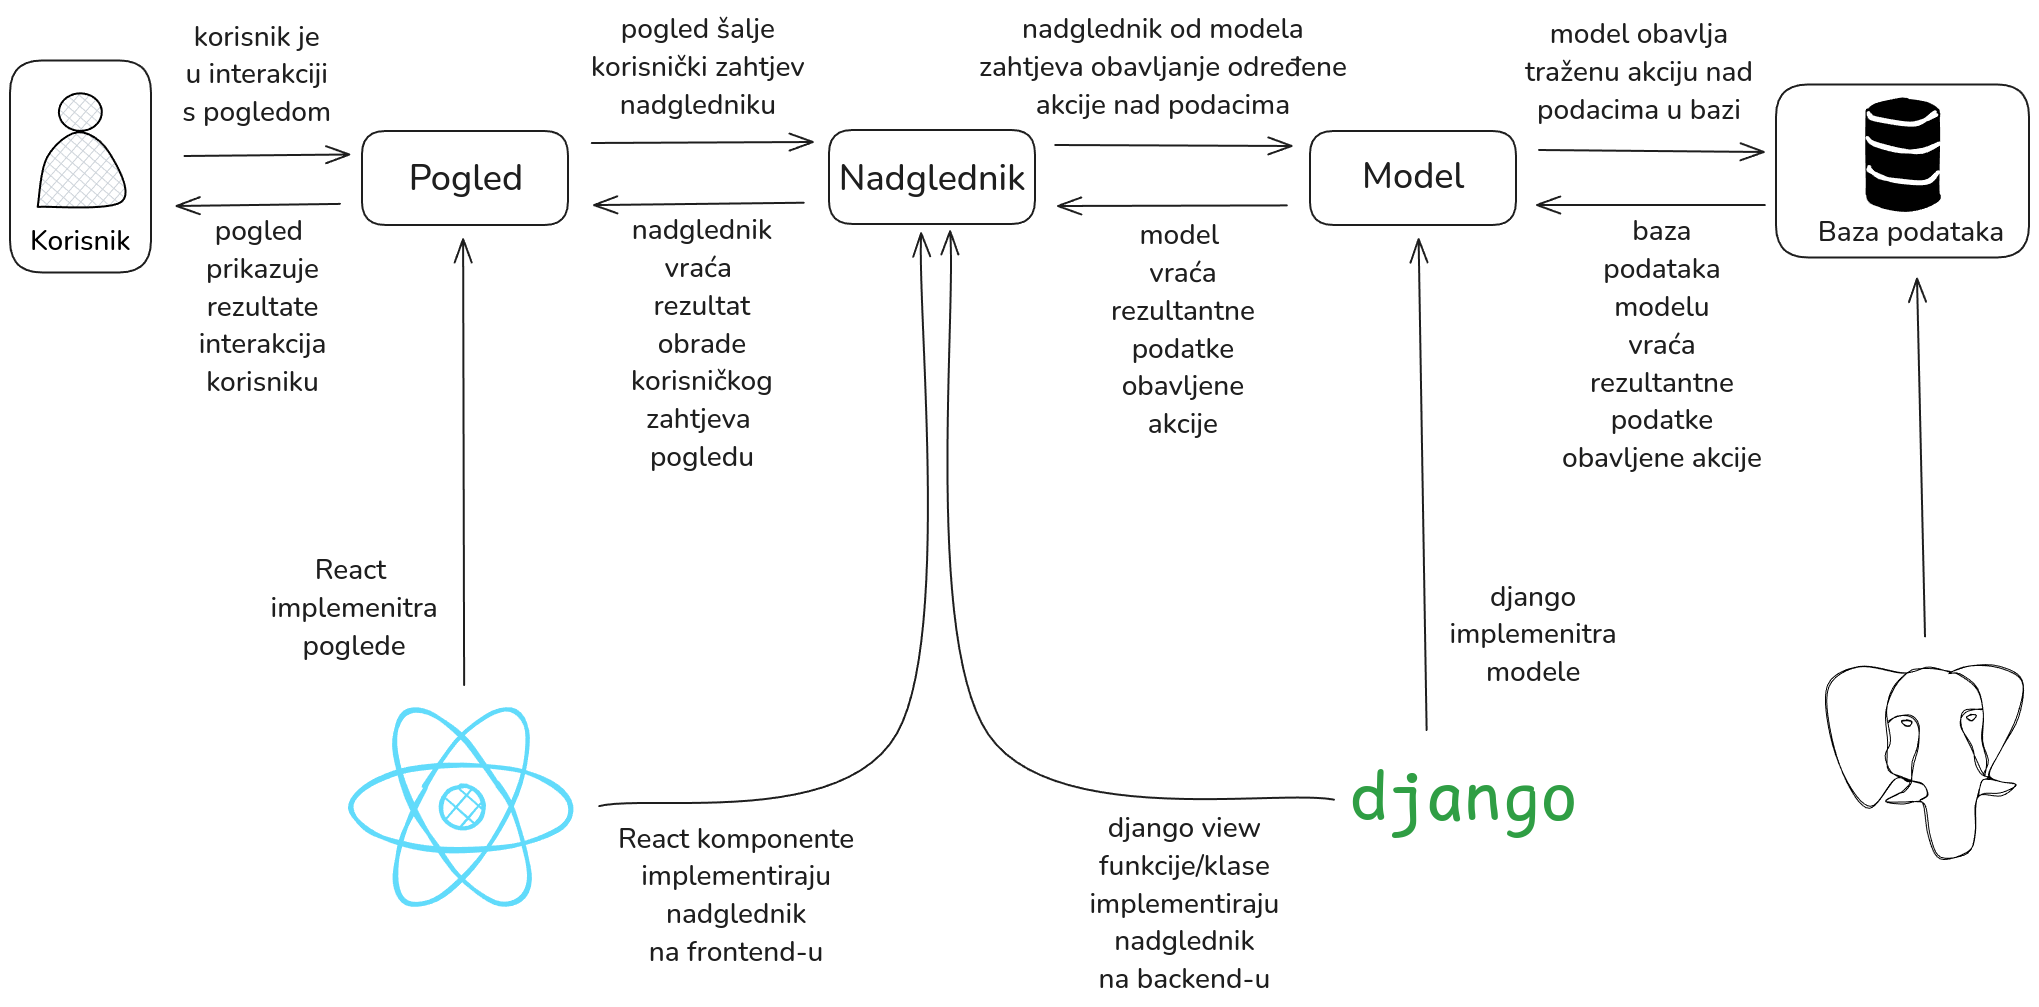 korisnik je
u interakciji
s pogledom
pogled šalje
korisnički zahtjev
nadgledniku
nadglednik od modela
zahtjeva obavljanje određene
akcije nad podacima
model obavlja
traženu akciju nad
podacima u bazi
Korisnik
Pogled
Nadglednik
Model
Baza podataka
pogled
prikazuje
rezultate
interakcija
korisniku
nadglednik
vraća
rezultat
obrade
korisničkog
zahtjeva
pogledu
model
vraća
rezultantne
podatke
obavljene
akcije
baza
podataka
modelu
vraća
rezultantne
podatke
obavljene akcije
React
implemenitra
poglede
django
implemenitra
modele
django
React komponente
implementiraju
nadglednik
na frontend-u
django view
funkcije/klase
implementiraju
nadglednik
na backend-u